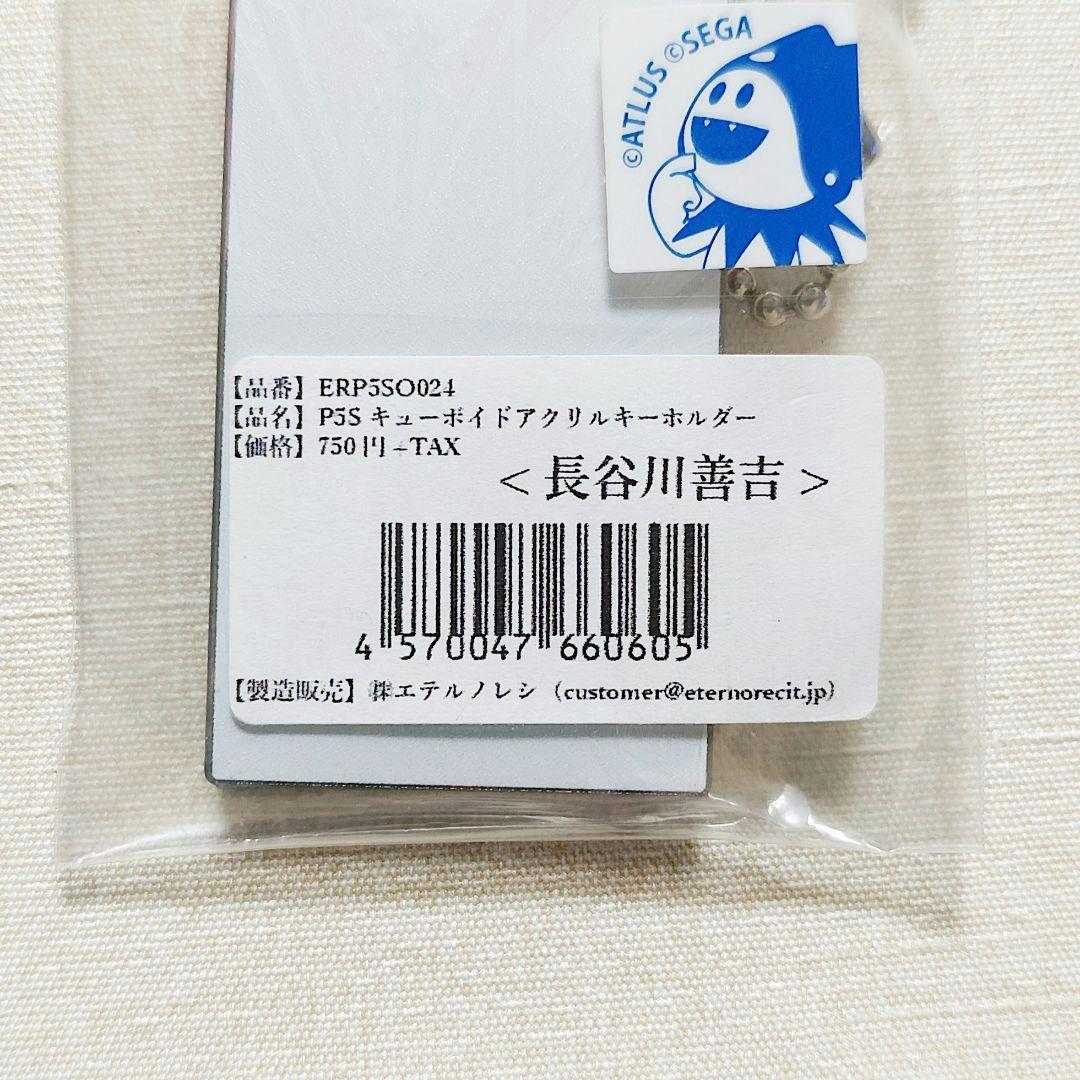 ©ATLUS ©SEGA
【品番】ERP5SO024
【品名】P5S キューボイドアクリルキーホルダー
【価格】750円+TAX
<長谷川善吉>
4 570047 660605
【製造販売】㈱エテルノレシ（customer@eternorecit.jp）